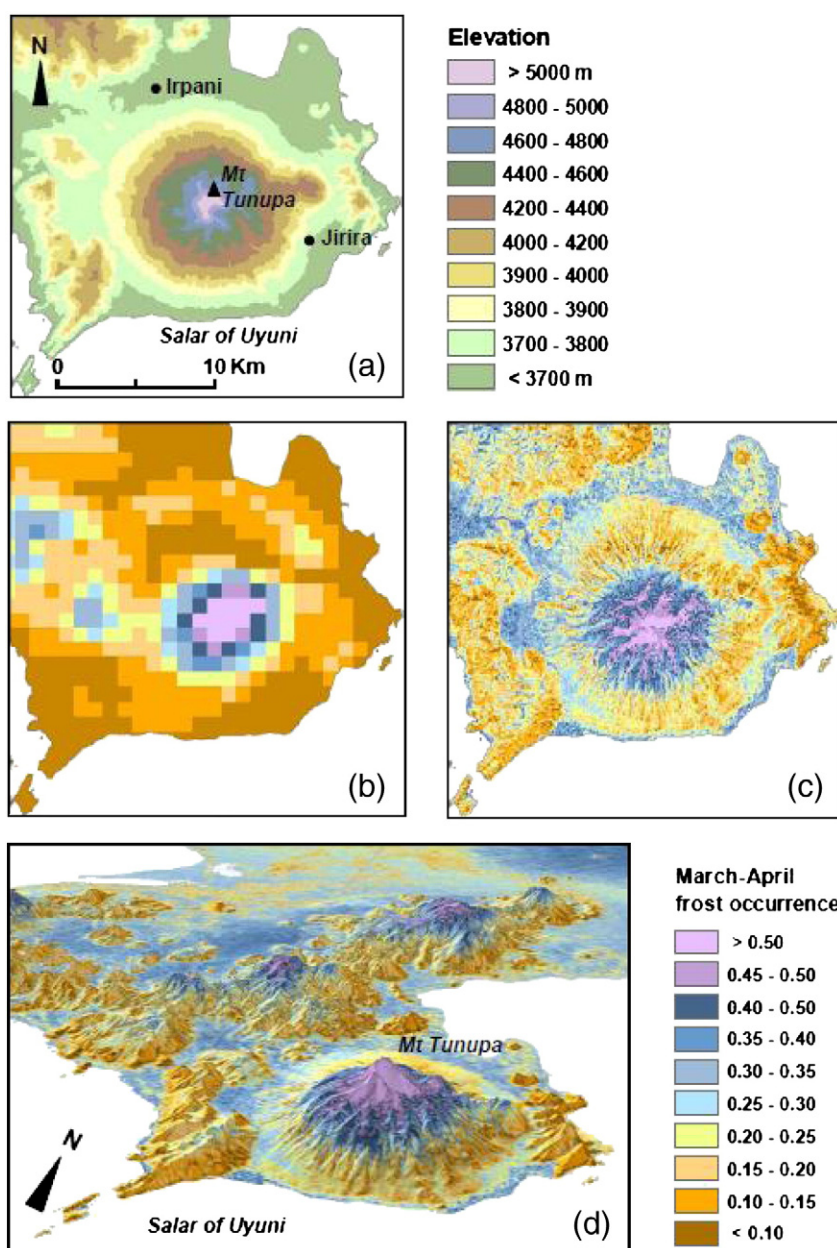 N
Irpani
Mt
Tunupa
Jirira
Salar of Uyuni
0 10 Km
(a)
Elevation
> 5000 m
4800 - 5000
4600 - 4800
4400 - 4600
4200 - 4400
4000 - 4200
3900 - 4000
3800 - 3900
3700 - 3800
< 3700 m
(b)
(c)
Mt Tunupa
N
Salar of Uyuni
(d)
March-April
frost occurrence
> 0.50
0.45 - 0.50
0.40 - 0.50
0.35 - 0.40
0.30 - 0.35
0.25 - 0.30
0.20 - 0.25
0.15 - 0.20
0.10 - 0.15
< 0.10